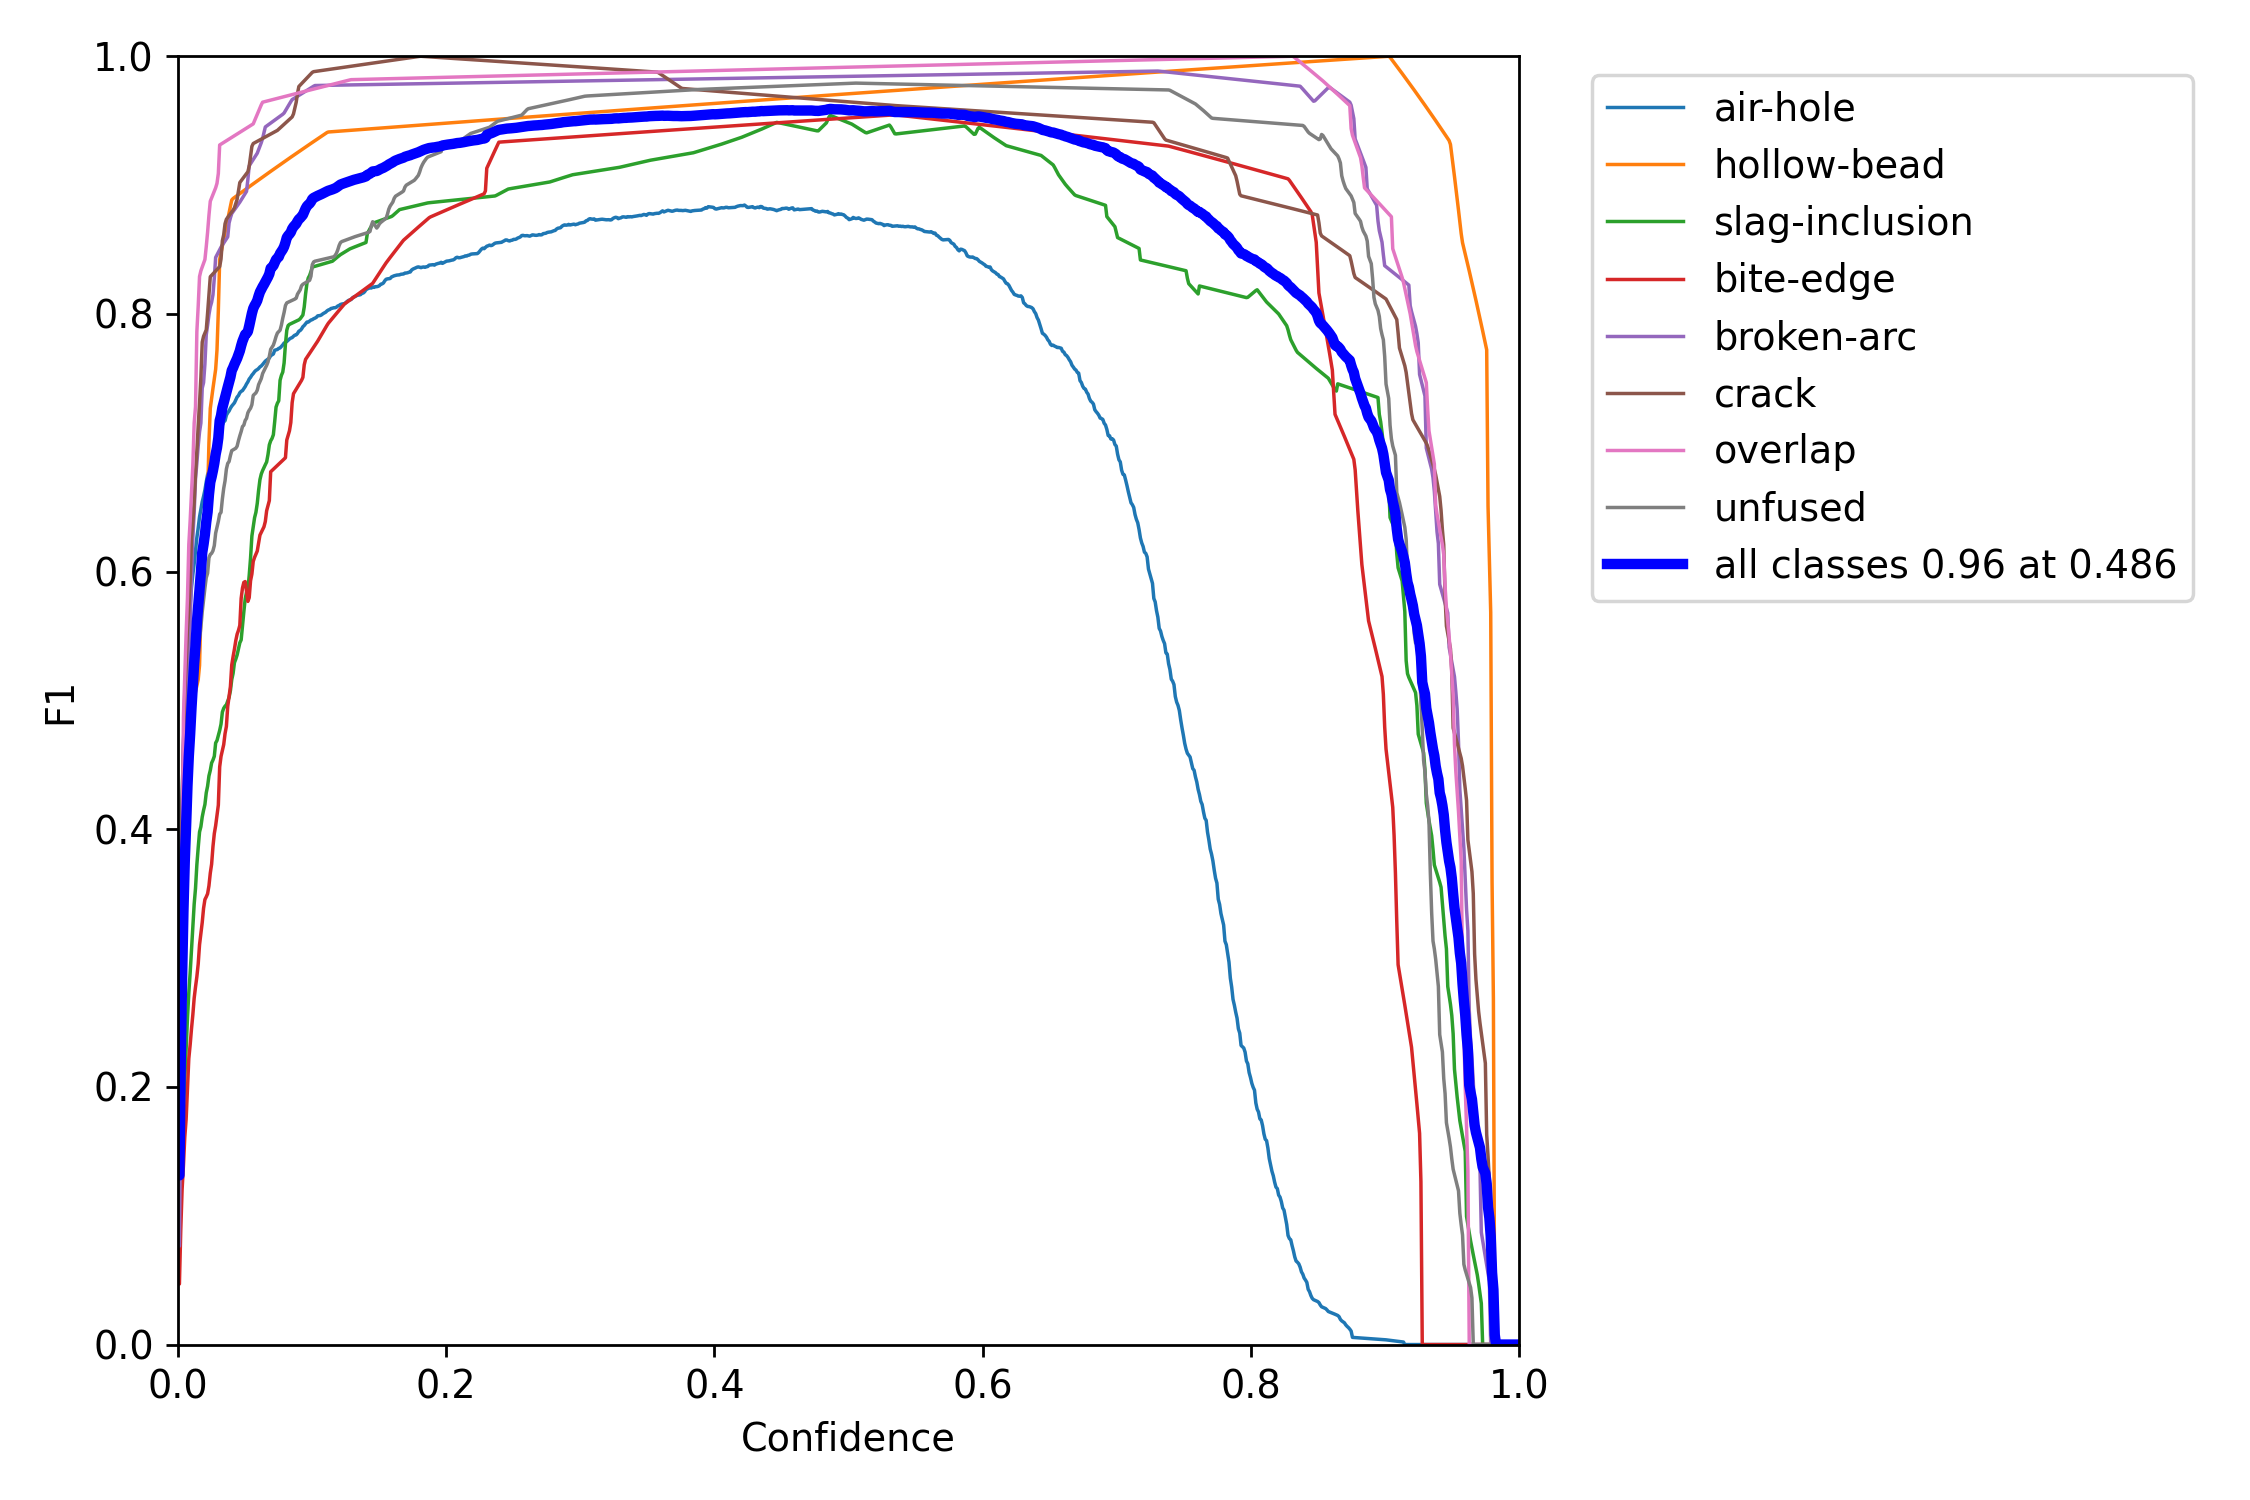 F1
1.0
0.8
0.6
0.4
0.2
0.0
0.0 0.2 0.4 0.6 0.8 1.0
Confidence
air-hole
hollow-bead
slag-inclusion
bite-edge
broken-arc
crack
overlap
unfused
all classes 0.96 at 0.486